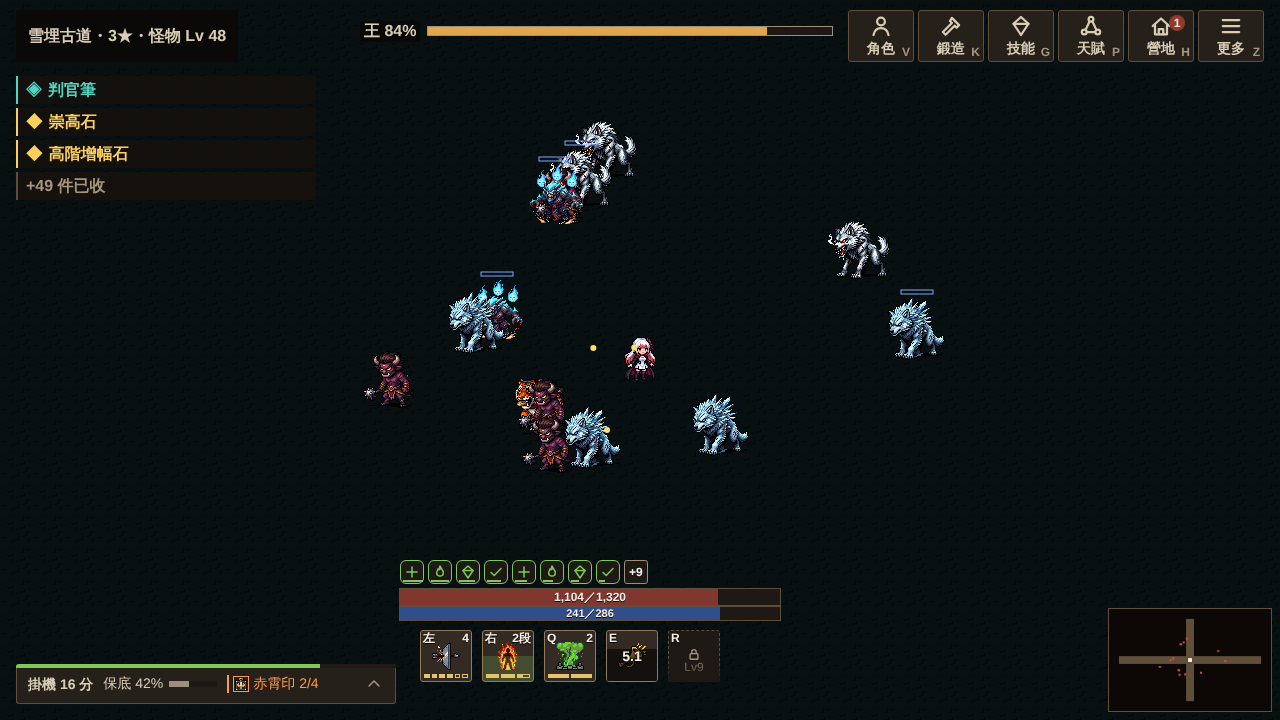 雪埋古道・3★・怪物 Lv 48
王 84%
角色 V
鍛造 K
技能 G
天賦 P
營地 H
1
更多 Z
判官筆
崇高石
高階增幅石
+49 件已收
+9
1,104／1,320
241／286
左 4
右 2段
Q 2
E 5.1
R Lv9
掛機 16 分 保底 42% 赤霄印 2/4